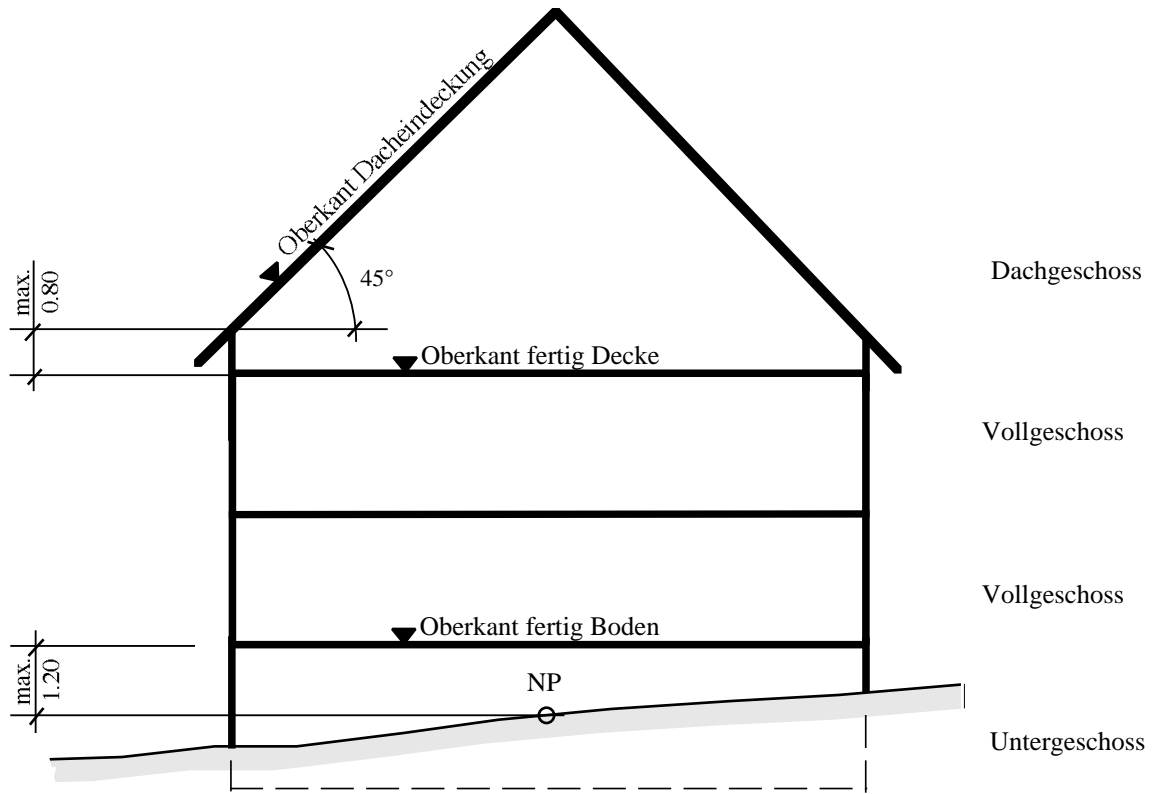 Oberkant Dacheindeckung
45°
max.
0.80
Dachgeschoss
Oberkant fertig Decke
Vollgeschoss
Vollgeschoss
Oberkant fertig Boden
max.
1.20
NP
Untergeschoss